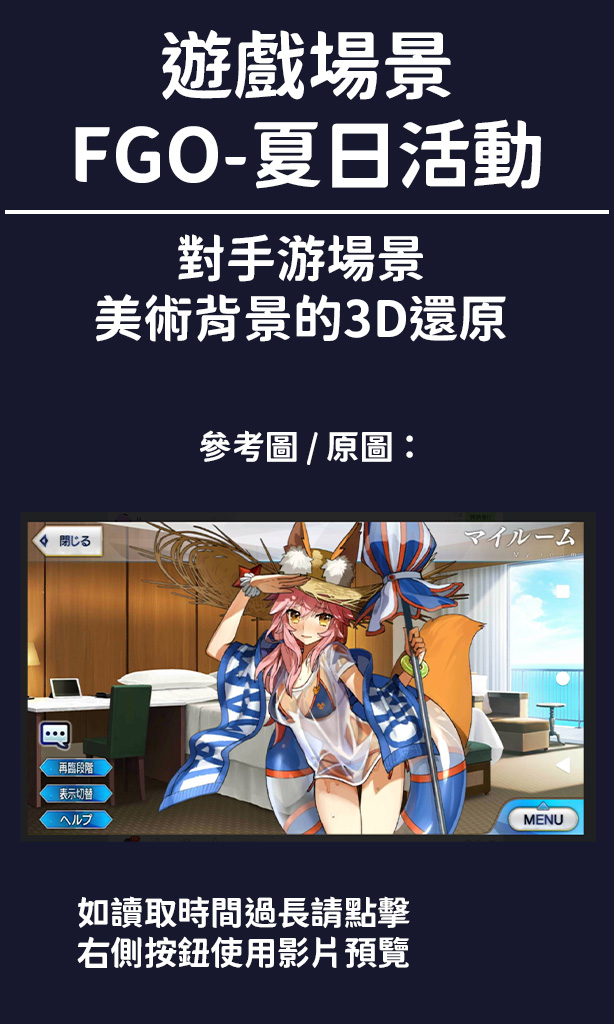 遊戲場景
FGO-夏日活動
對手游場景
美術背景的3D還原
參考圖 / 原圖：
閉じる
マイルーム
再臨段階
表示切替
ヘルプ
MENU
如讀取時間過長請點擊
右側按鈕使用影片預覽